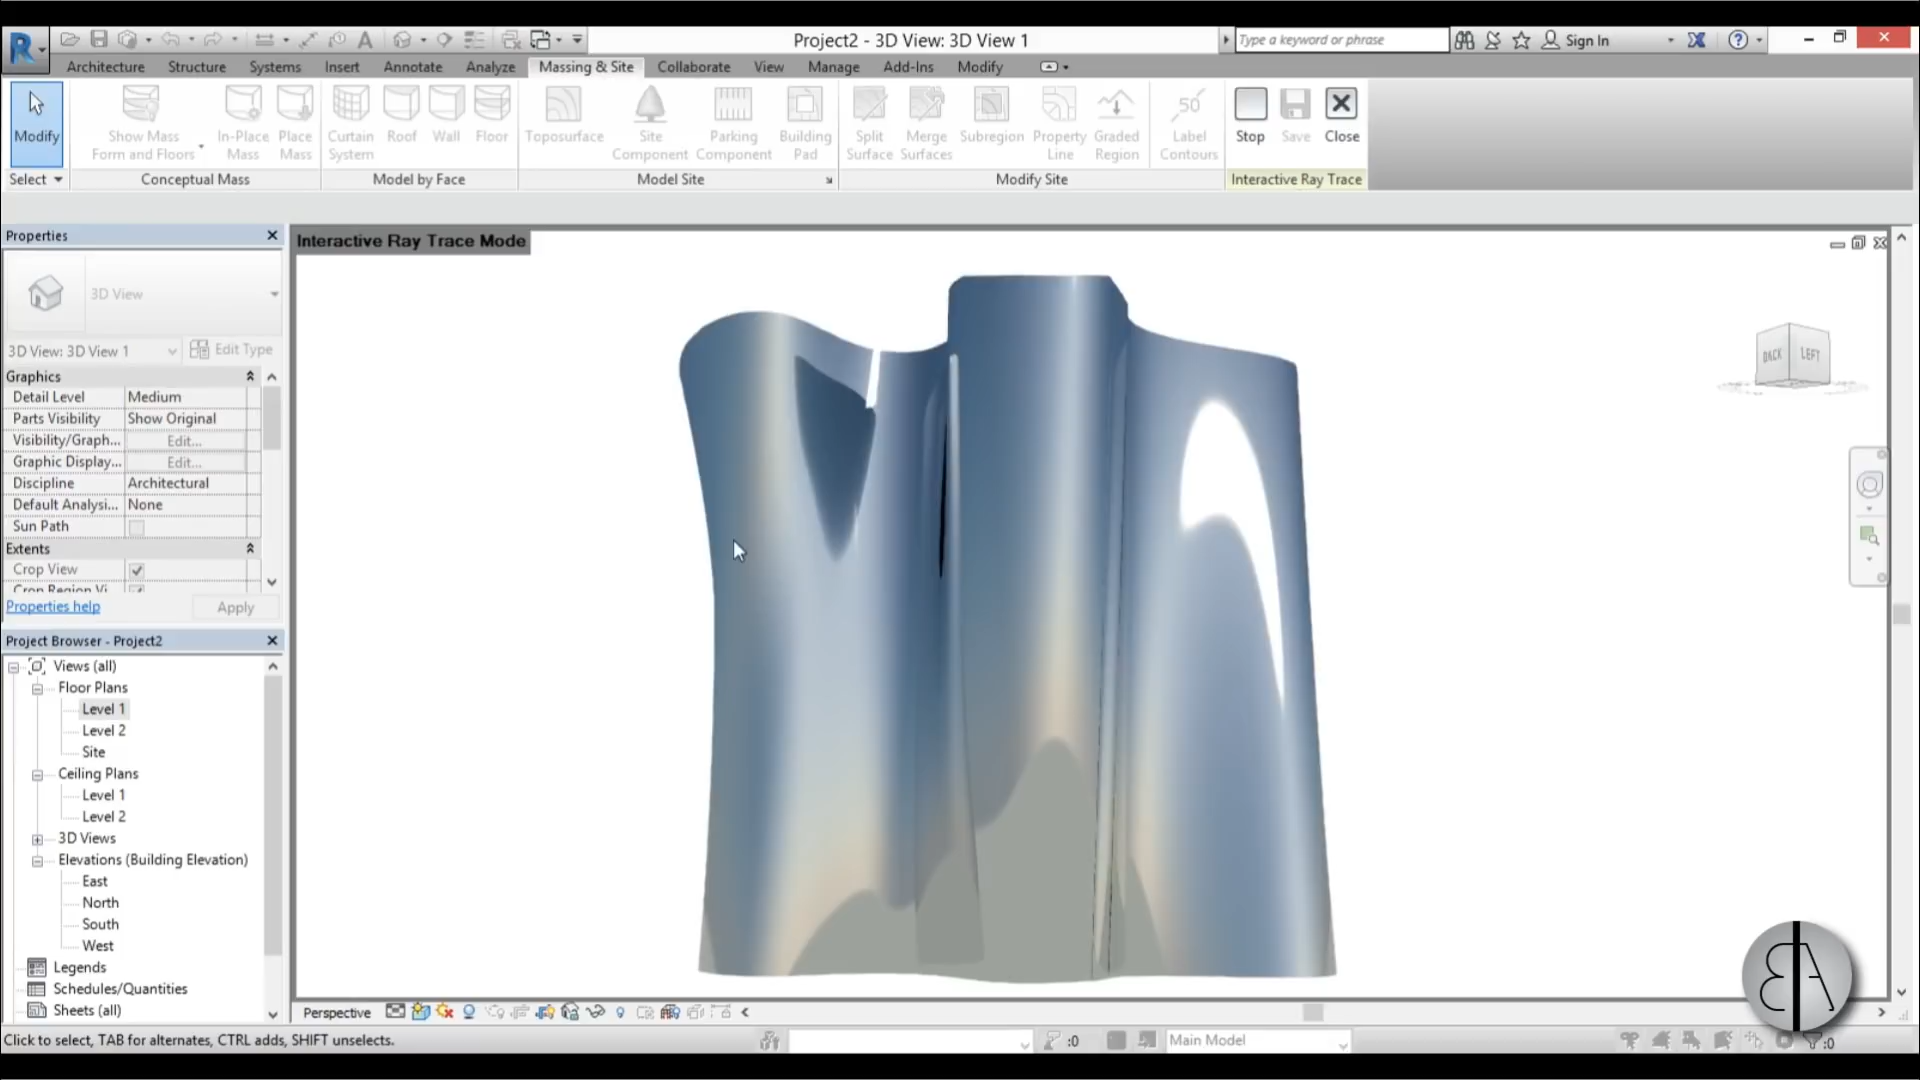 Project2 - 3D View: 3D View 1
Type a keyword or phrase
Sign In
Architecture Structure Systems Insert Annotate Analyze Massing & Site Collaborate View Manage Add-Ins Modify
Modify
Show Mass Form and Floors
In-Place Mass
Place Mass
Curtain System
Roof
Wall
Floor
Toposurface
Site Component
Parking Component
Building Pad
Split Surface
Merge Surfaces
Subregion
Property Line
Graded Region
50
Label Contours
Stop
Save
Close
Select
Conceptual Mass
Model by Face
Model Site
Modify Site
Interactive Ray Trace
Properties
3D View
3D View: 3D View 1
Edit Type
Graphics
Detail Level Medium
Parts Visibility Show Original
Visibility/Graph... Edit...
Graphic Display... Edit...
Discipline Architectural
Default Analysi... None
Sun Path
Extents
Crop View
Crop Region Vi
Properties help
Apply
Interactive Ray Trace Mode
BACK LEFT
Project Browser - Project2
Views (all)
Floor Plans
Level 1
Level 2
Site
Ceiling Plans
Level 1
Level 2
3D Views
Elevations (Building Elevation)
East
North
South
West
Legends
Schedules/Quantities
Sheets (all)
Perspective
Click to select, TAB for alternates, CTRL adds, SHIFT unselects.
:0
Main Model
:0